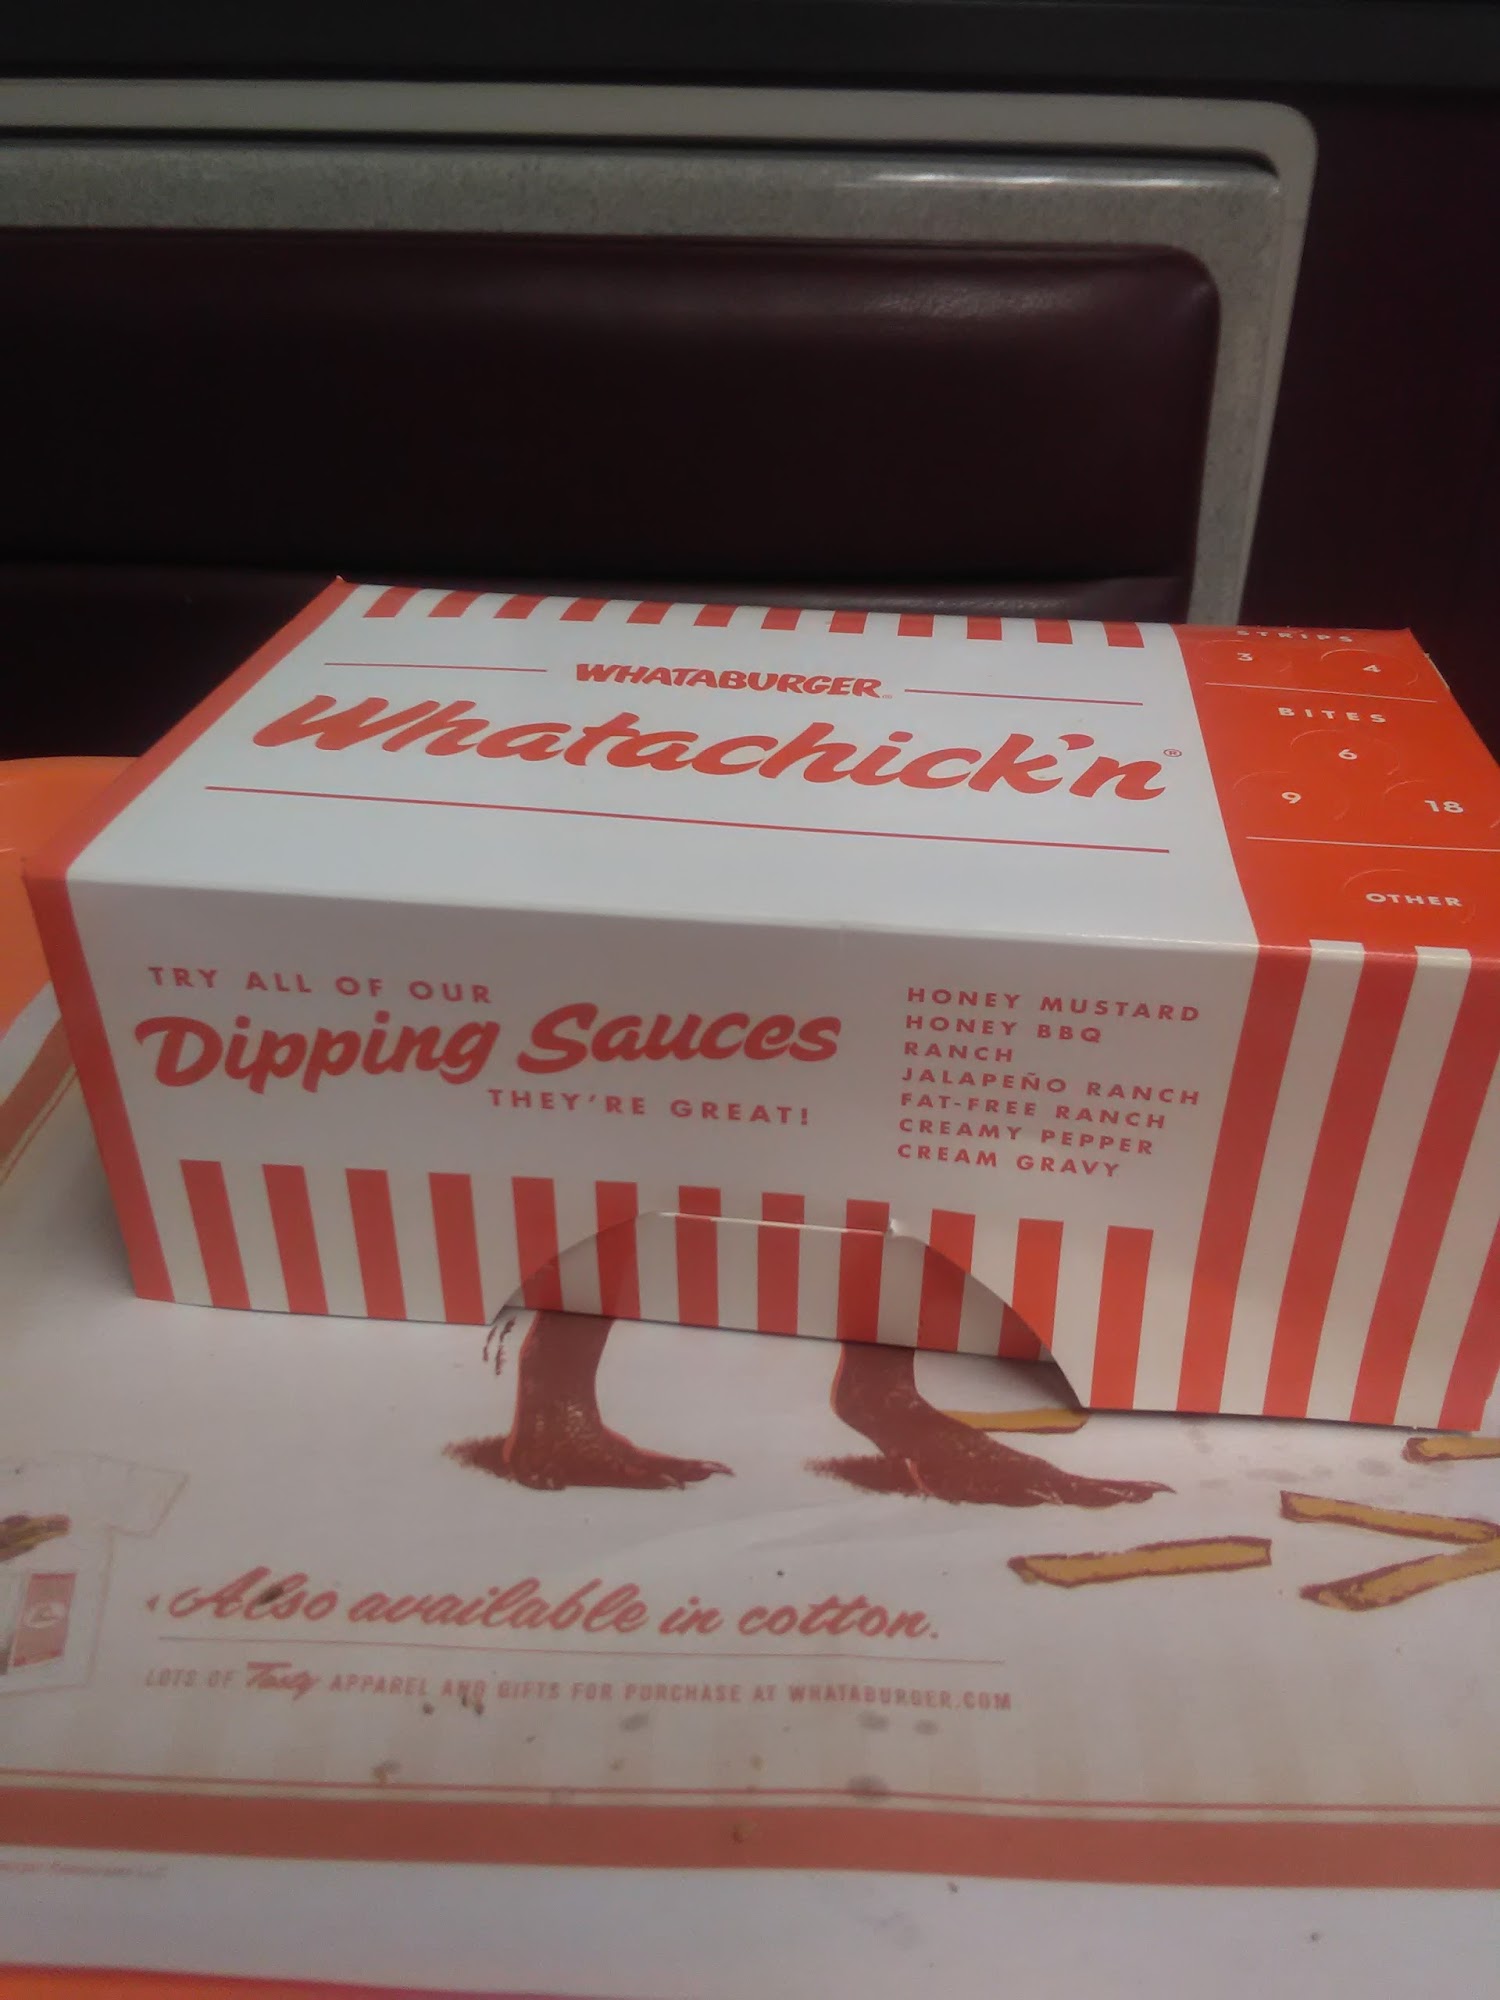 WHATABURGER
Whatachick'n®
STRIPS
3 4
BITES
6
9 18
OTHER
TRY ALL OF OUR
Dipping Sauces
THEY'RE GREAT!
HONEY MUSTARD
HONEY BBQ
RANCH
JALAPEÑO RANCH
FAT-FREE RANCH
CREAMY PEPPER
CREAM GRAVY
Also available in cotton.
LOTS OF Tasty APPAREL AND GIFTS FOR PURCHASE AT WHATABURGER.COM